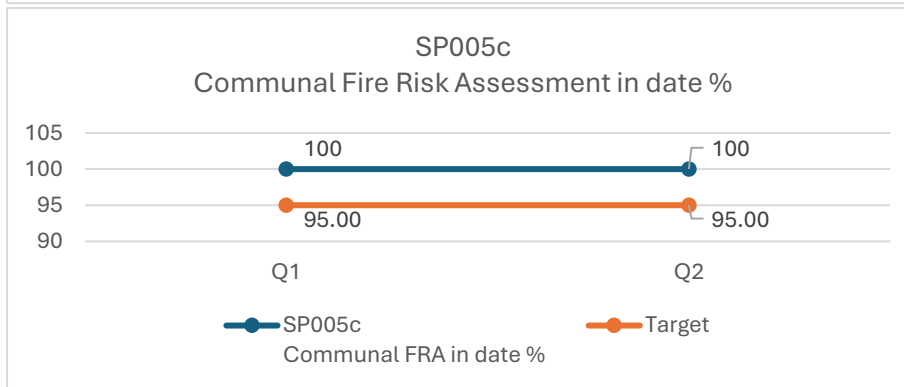 SP005c
Communal Fire Risk Assessment in date %
105
100
95
90
100
100
95.00
95.00
Q1
Q2
SP005c
Communal FRA in date %
Target